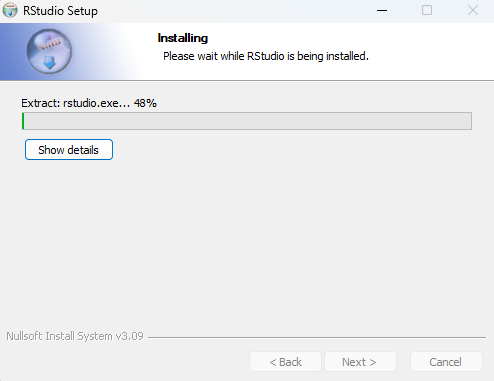 RStudio Setup
Installing
Please wait while RStudio is being installed.
Extract: rstudio.exe... 48%
Show details
Nullsoft Install System v3.09
< Back
Next >
Cancel